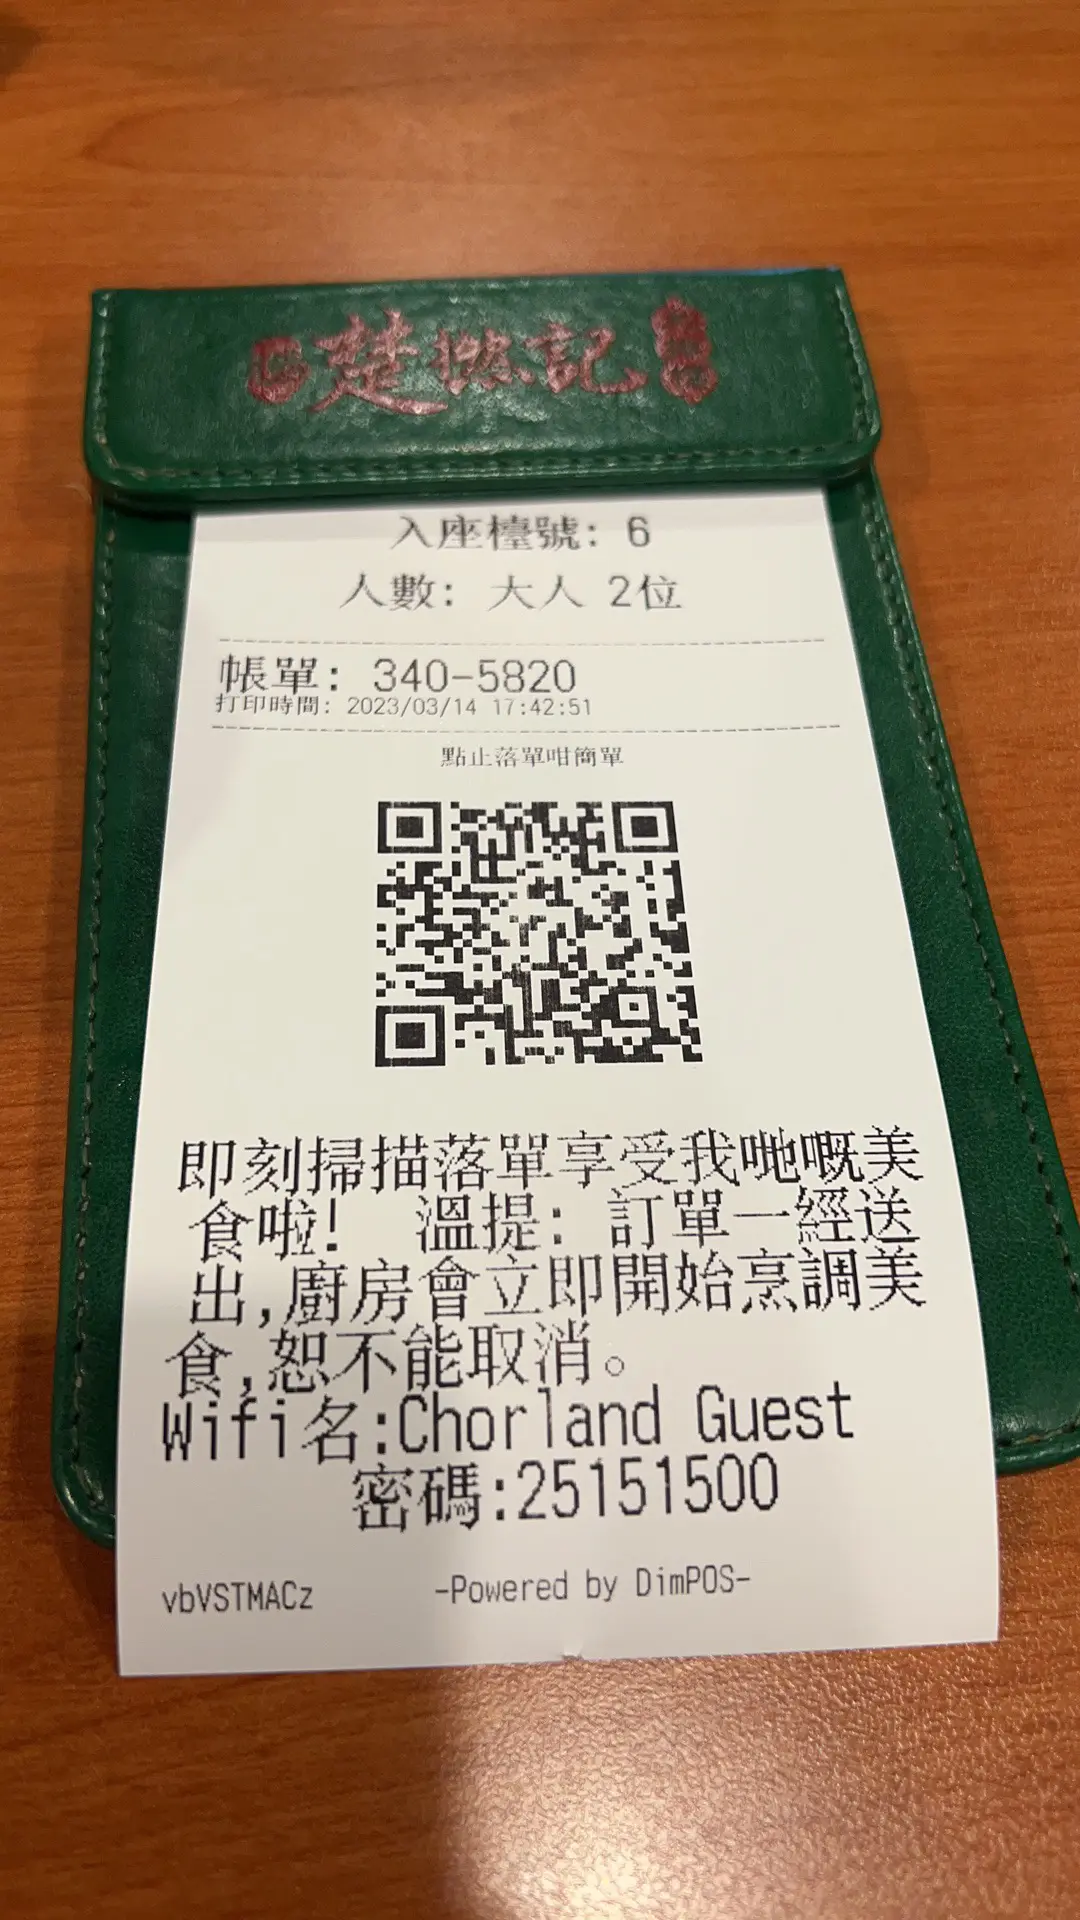 楚撚記
入座檯號: 6
人數: 大人 2位
帳單: 340-5820
打印時間: 2023/03/14 17:42:51
點止落單咁簡單
即刻掃描落單享受我哋嘅美
食啦! 溫提: 訂單一經送
出,廚房會立即開始烹調美
食,恕不能取消。
Wifi名:Chorland Guest
密碼:25151500
vbVSTMACz -Powered by DimPOS-